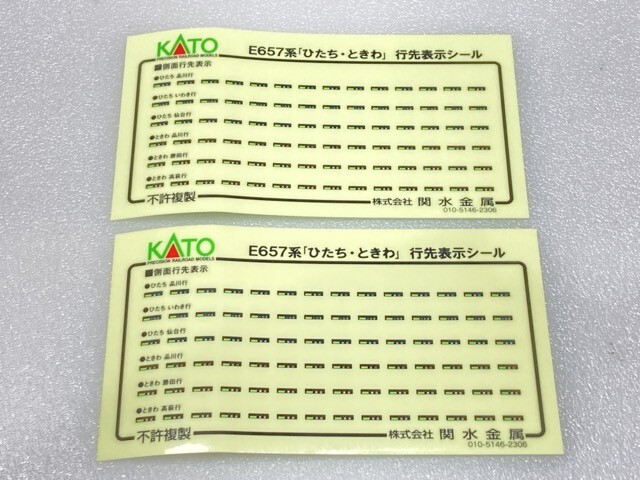 KATO
PRECISION RAILROAD MODELS
E657系「ひたち・ときわ」 行先表示シール
■側面行先表示
●ひたち 品川行
●ひたち いわき行
●ひたち 仙台行
●ときわ 品川行
●ときわ 勝田行
●ときわ 高萩行
不許複製
株式会社 関水金属
010-5146-2306
KATO
PRECISION RAILROAD MODELS
E657系「ひたち・ときわ」 行先表示シール
■側面行先表示
●ひたち 品川行
●ひたち いわき行
●ひたち 仙台行
●ときわ 品川行
●ときわ 勝田行
●ときわ 高萩行
不許複製
株式会社 関水金属
010-5146-2306